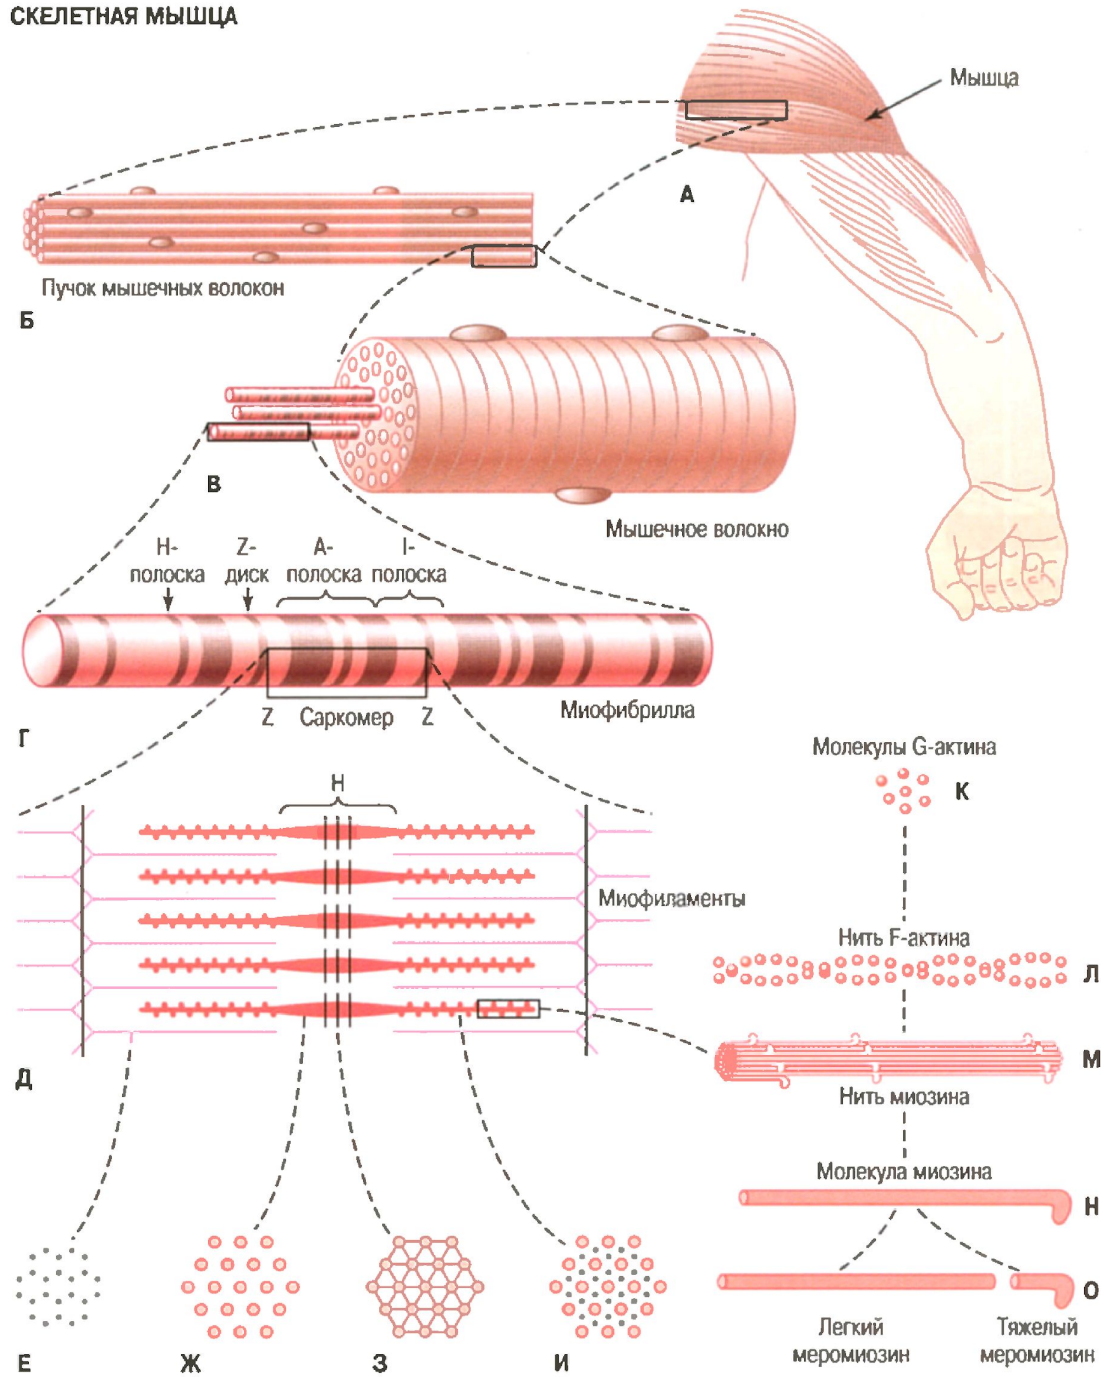 СКЕЛЕТНАЯ МЫШЦА
Мышца
А
Пучок мышечных волокон
Б
В
Мышечное волокно
Н-
полоска
Z-
диск
А-
полоска
I-
полоска
Z
Саркомер
Z
Миофибрилла
Г
Н
Миофиламенты
Д
Молекулы G-актина
К
Нить F-актина
Л
М
Нить миозина
Молекула миозина
Н
О
Легкий
меромиозин
Тяжелый
меромиозин
Е
Ж
З
И